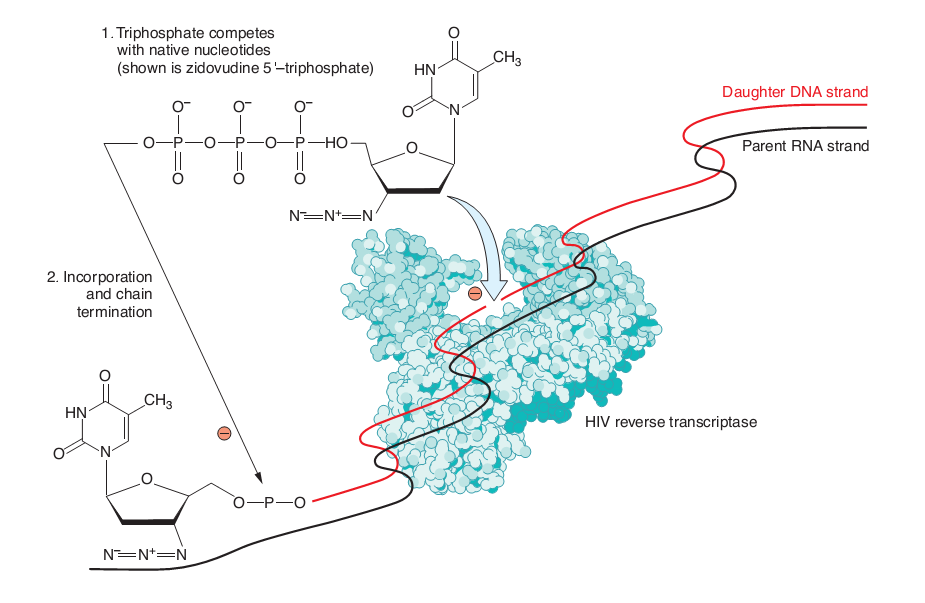 1. Triphosphate competes
with native nucleotides
(shown is zidovudine 5'–triphosphate)
O
CH₃
HN
O
N
Daughter DNA strand
Parent RNA strand
O⁻ O⁻ O⁻
O–P–O–P–O–P–HO
O
O O O
N⁻=N⁺=N
2. Incorporation
and chain
termination
–
HIV reverse transcriptase
O
CH₃
HN
O
N
–
O
O–P–O
N⁻=N⁺=N